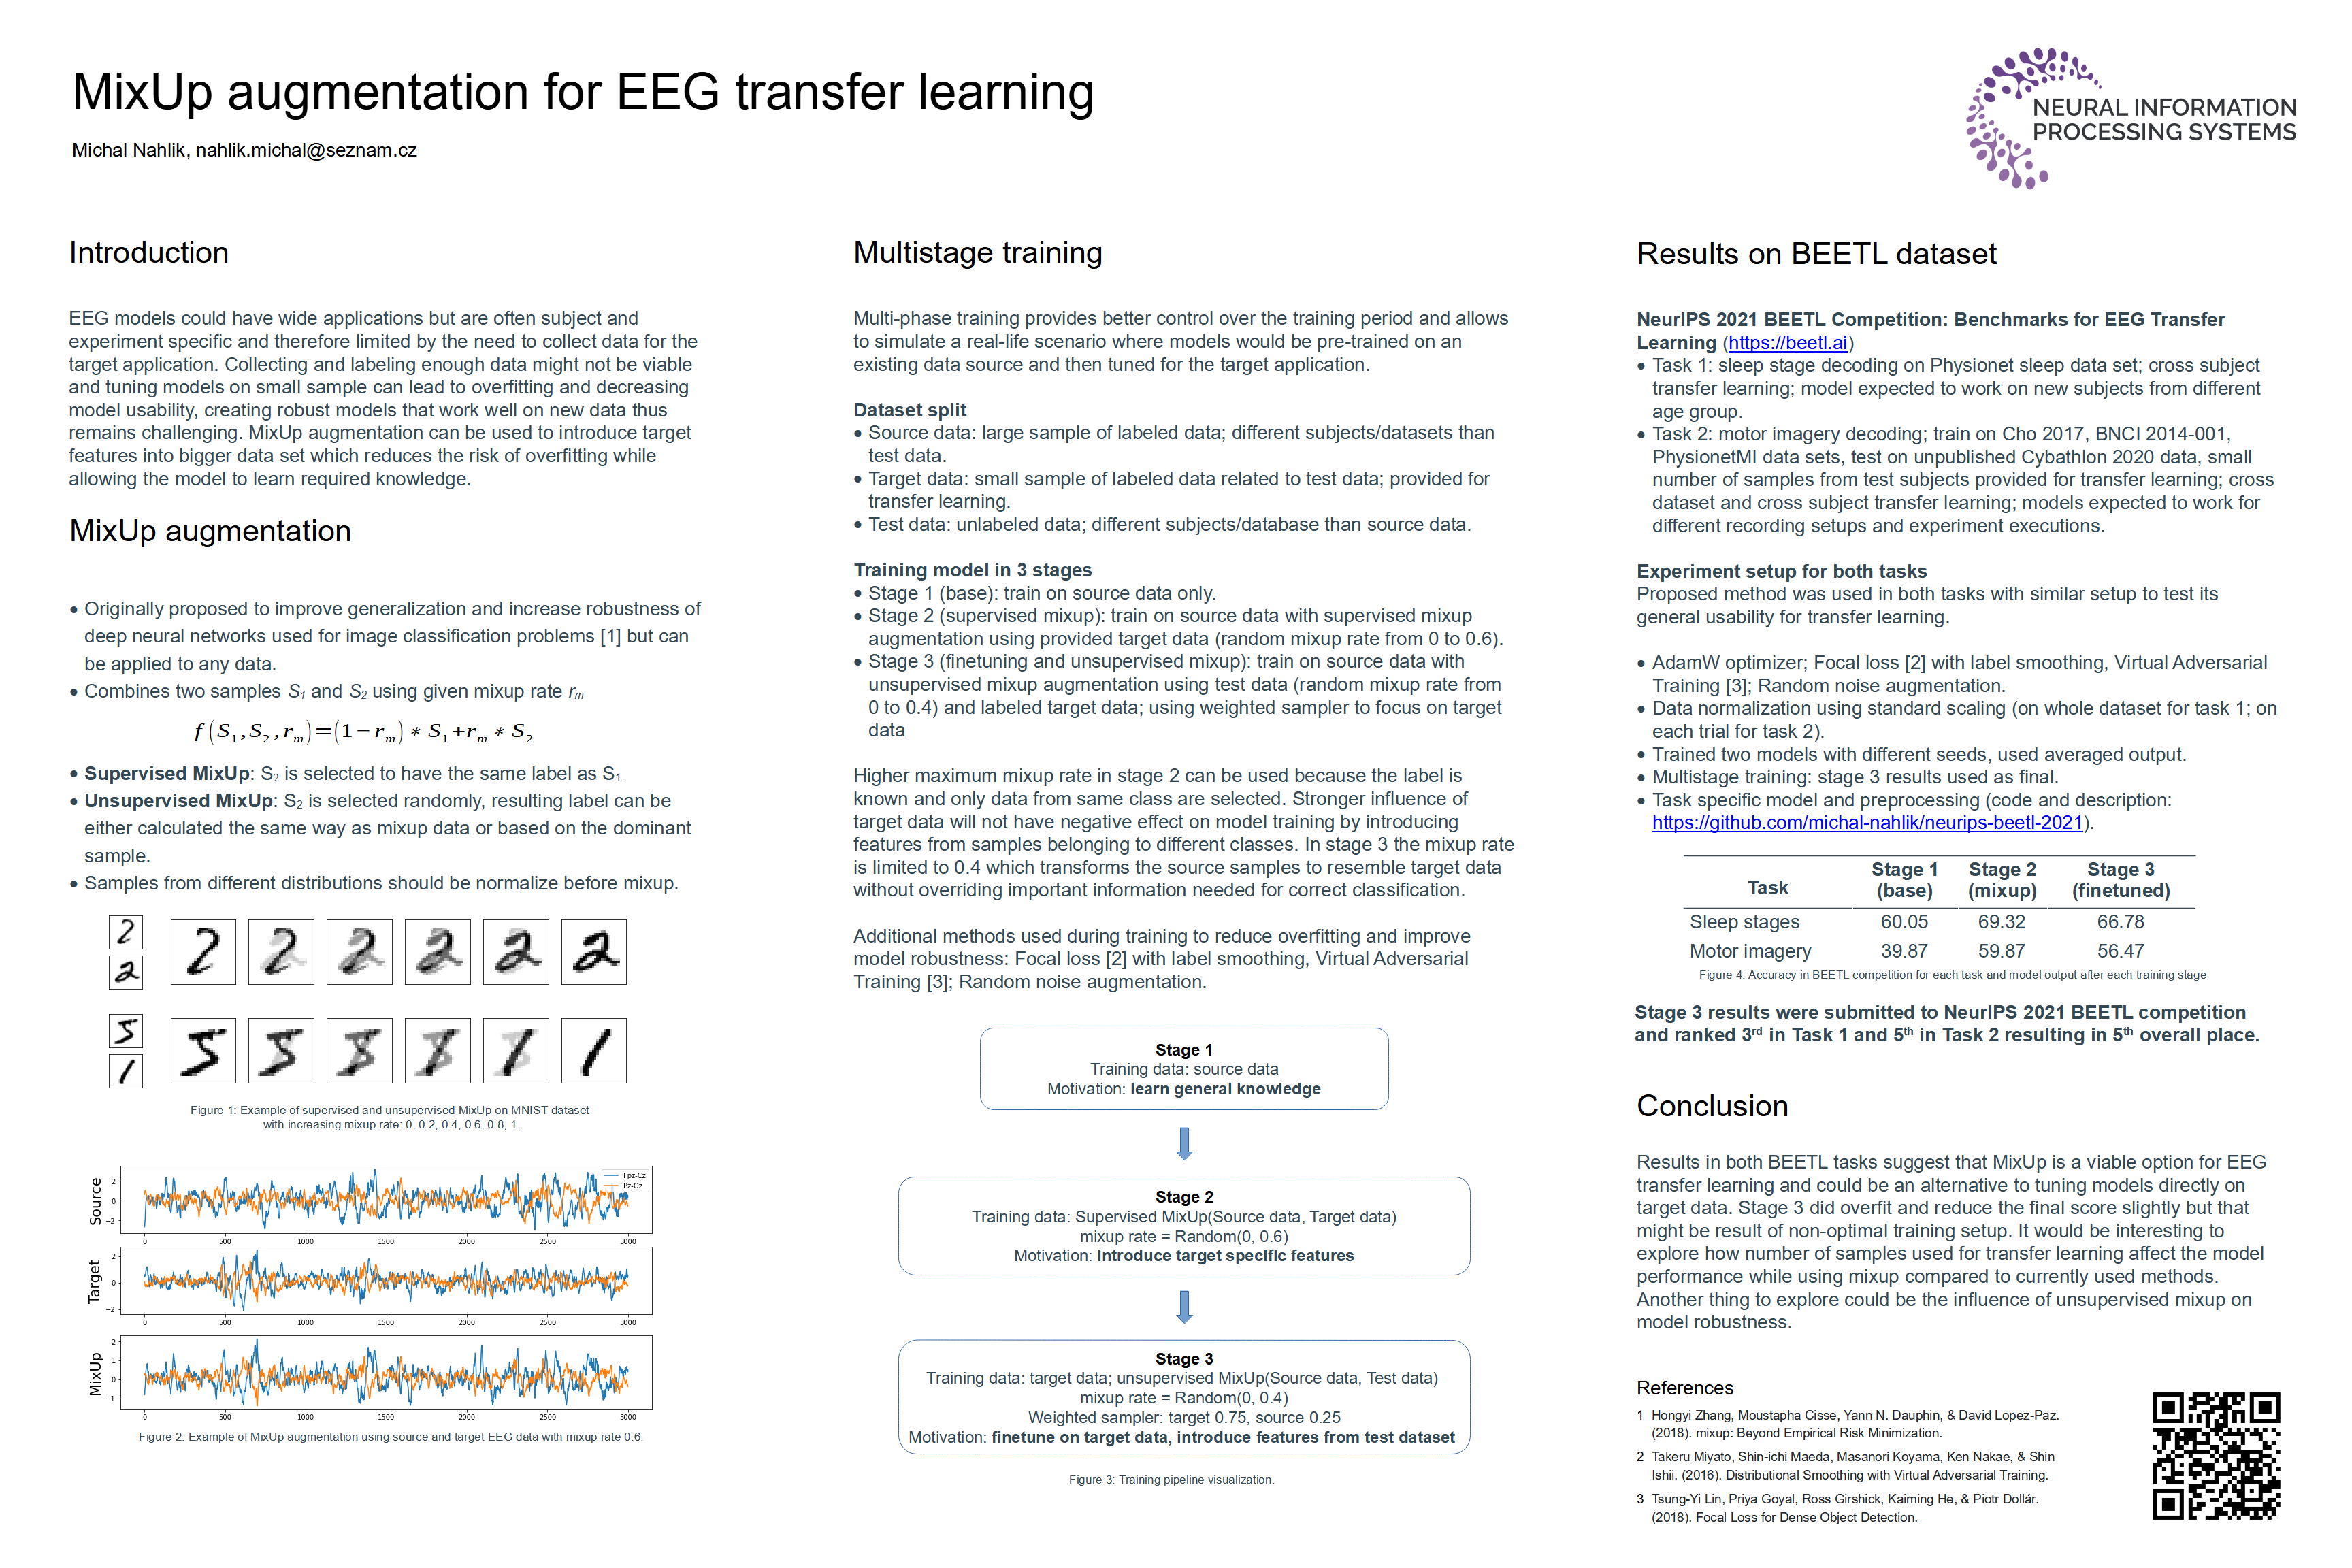 MixUp augmentation for EEG transfer learning
Michal Nahlik, nahlik.michal@seznam.cz
NEURAL INFORMATION
PROCESSING SYSTEMS
Introduction
EEG models could have wide applications but are often subject and
experiment specific and therefore limited by the need to collect data for the
target application. Collecting and labeling enough data might not be viable
and tuning models on small sample can lead to overfitting and decreasing
model usability, creating robust models that work well on new data thus
remains challenging. MixUp augmentation can be used to introduce target
features into bigger data set which reduces the risk of overfitting while
allowing the model to learn required knowledge.
MixUp augmentation
• Originally proposed to improve generalization and increase robustness of
deep neural networks used for image classification problems [1] but can
be applied to any data.
• Combines two samples S₁ and S₂ using given mixup rate rₘ
f(S₁,S₂,rₘ)=(1−rₘ)∗S₁+rₘ∗S₂
• Supervised MixUp: S₂ is selected to have the same label as S₁.
• Unsupervised MixUp: S₂ is selected randomly, resulting label can be
either calculated the same way as mixup data or based on the dominant
sample.
• Samples from different distributions should be normalize before mixup.
2 2 2 2 2 2 2
2
5 5 5
1 1 1
Figure 1: Example of supervised and unsupervised MixUp on MNIST dataset
with increasing mixup rate: 0, 0.2, 0.4, 0.6, 0.8, 1.
Source
2
0
−2
Fpz-Cz
Pz-Oz
0 500 1000 1500 2000 2500 3000
Target
2
0
−2
0 500 1000 1500 2000 2500 3000
MixUp
2
1
0
−1
0 500 1000 1500 2000 2500 3000
Figure 2: Example of MixUp augmentation using source and target EEG data with mixup rate 0.6.
Multistage training
Multi-phase training provides better control over the training period and allows
to simulate a real-life scenario where models would be pre-trained on an
existing data source and then tuned for the target application.
Dataset split
• Source data: large sample of labeled data; different subjects/datasets than
test data.
• Target data: small sample of labeled data related to test data; provided for
transfer learning.
• Test data: unlabeled data; different subjects/database than source data.
Training model in 3 stages
• Stage 1 (base): train on source data only.
• Stage 2 (supervised mixup): train on source data with supervised mixup
augmentation using provided target data (random mixup rate from 0 to 0.6).
• Stage 3 (finetuning and unsupervised mixup): train on source data with
unsupervised mixup augmentation using test data (random mixup rate from
0 to 0.4) and labeled target data; using weighted sampler to focus on target
data
Higher maximum mixup rate in stage 2 can be used because the label is
known and only data from same class are selected. Stronger influence of
target data will not have negative effect on model training by introducing
features from samples belonging to different classes. In stage 3 the mixup rate
is limited to 0.4 which transforms the source samples to resemble target data
without overriding important information needed for correct classification.
Additional methods used during training to reduce overfitting and improve
model robustness: Focal loss [2] with label smoothing, Virtual Adversarial
Training [3]; Random noise augmentation.
Stage 1
Training data: source data
Motivation: learn general knowledge
Stage 2
Training data: Supervised MixUp(Source data, Target data)
mixup rate = Random(0, 0.6)
Motivation: introduce target specific features
Stage 3
Training data: target data; unsupervised MixUp(Source data, Test data)
mixup rate = Random(0, 0.4)
Weighted sampler: target 0.75, source 0.25
Motivation: finetune on target data, introduce features from test dataset
Figure 3: Training pipeline visualization.
Results on BEETL dataset
NeurIPS 2021 BEETL Competition: Benchmarks for EEG Transfer
Learning (https://beetl.ai)
• Task 1: sleep stage decoding on Physionet sleep data set; cross subject
transfer learning; model expected to work on new subjects from different
age group.
• Task 2: motor imagery decoding; train on Cho 2017, BNCI 2014-001,
PhysionetMI data sets, test on unpublished Cybathlon 2020 data, small
number of samples from test subjects provided for transfer learning; cross
dataset and cross subject transfer learning; models expected to work for
different recording setups and experiment executions.
Experiment setup for both tasks
Proposed method was used in both tasks with similar setup to test its
general usability for transfer learning.
• AdamW optimizer; Focal loss [2] with label smoothing, Virtual Adversarial
Training [3]; Random noise augmentation.
• Data normalization using standard scaling (on whole dataset for task 1; on
each trial for task 2).
• Trained two models with different seeds, used averaged output.
• Multistage training: stage 3 results used as final.
• Task specific model and preprocessing (code and description:
https://github.com/michal-nahlik/neurips-beetl-2021).
Task Stage 1 (base) Stage 2 (mixup) Stage 3 (finetuned)
Sleep stages 60.05 69.32 66.78
Motor imagery 39.87 59.87 56.47
Figure 4: Accuracy in BEETL competition for each task and model output after each training stage
Stage 3 results were submitted to NeurIPS 2021 BEETL competition
and ranked 3rd in Task 1 and 5th in Task 2 resulting in 5th overall place.
Conclusion
Results in both BEETL tasks suggest that MixUp is a viable option for EEG
transfer learning and could be an alternative to tuning models directly on
target data. Stage 3 did overfit and reduce the final score slightly but that
might be result of non-optimal training setup. It would be interesting to
explore how number of samples used for transfer learning affect the model
performance while using mixup compared to currently used methods.
Another thing to explore could be the influence of unsupervised mixup on
model robustness.
References
1 Hongyi Zhang, Moustapha Cisse, Yann N. Dauphin, & David Lopez-Paz.
(2018). mixup: Beyond Empirical Risk Minimization.
2 Takeru Miyato, Shin-ichi Maeda, Masanori Koyama, Ken Nakae, & Shin
Ishii. (2016). Distributional Smoothing with Virtual Adversarial Training.
3 Tsung-Yi Lin, Priya Goyal, Ross Girshick, Kaiming He, & Piotr Dollár.
(2018). Focal Loss for Dense Object Detection.